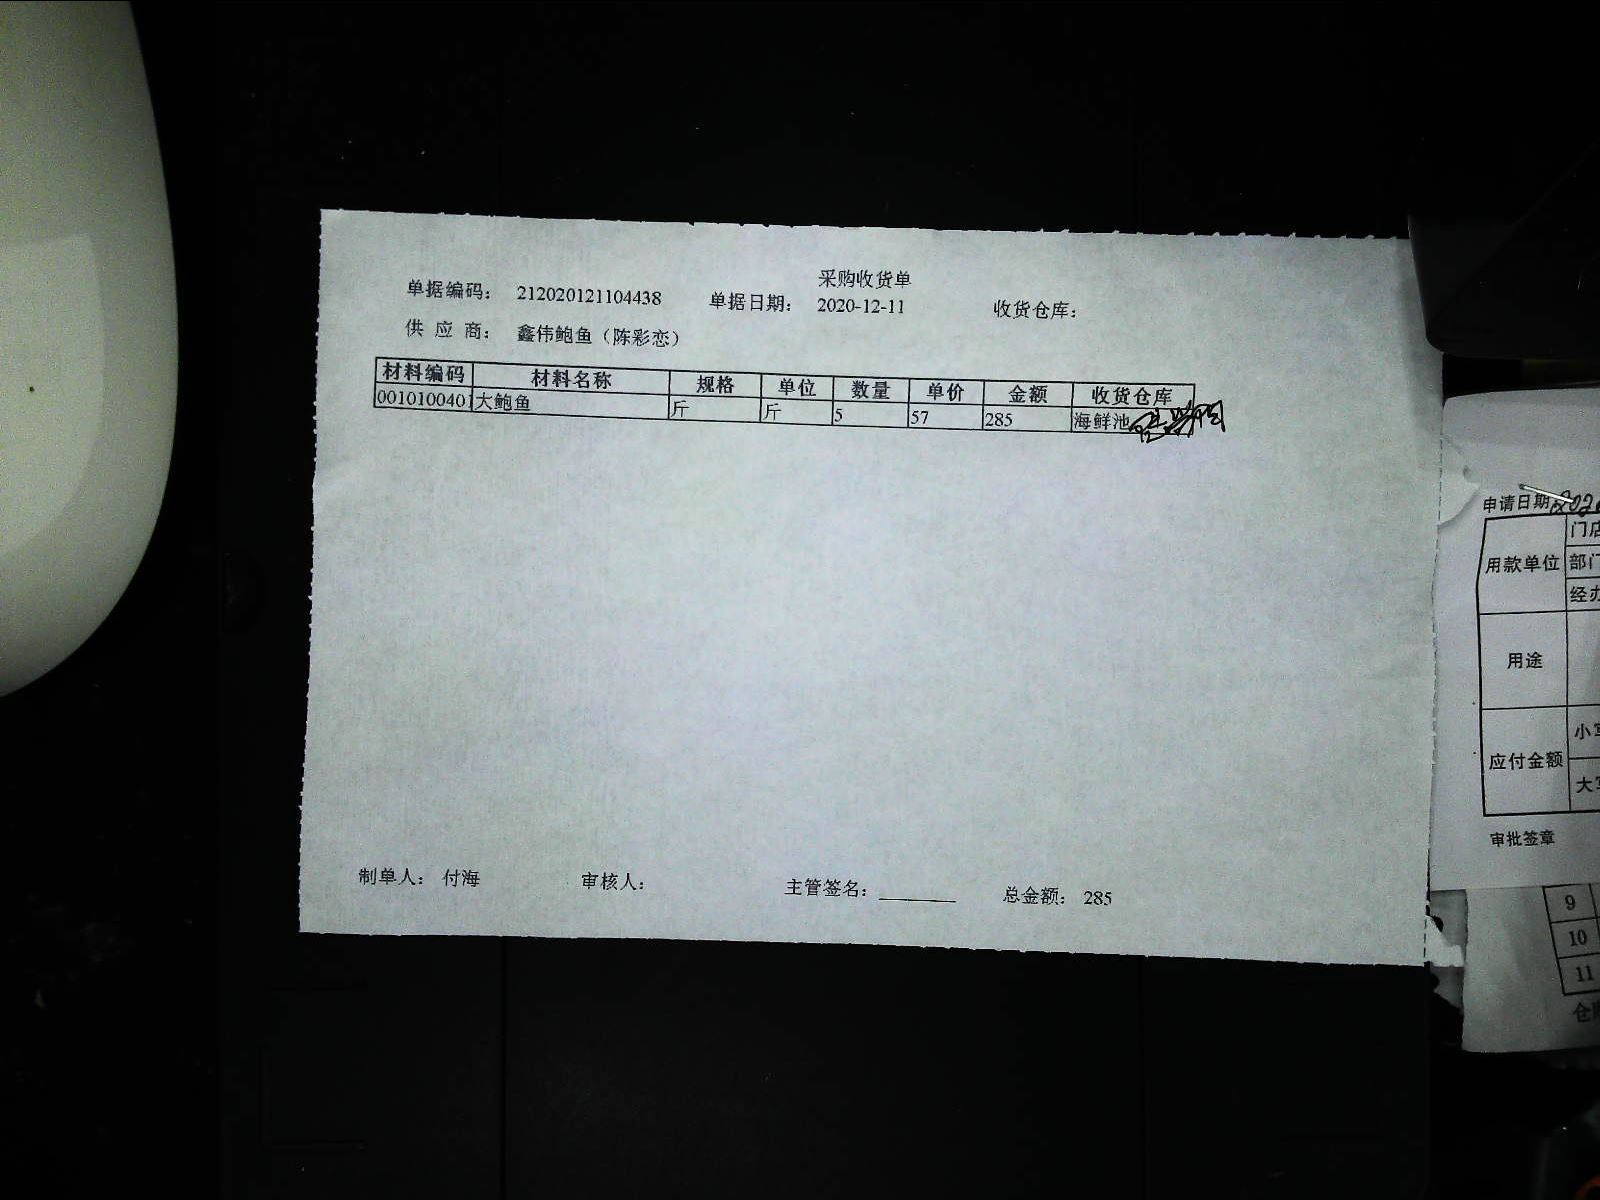 采购收货单
单据编码： 212020121104438 单据日期： 2020-12-11 收货仓库：
供 应 商： 鑫伟鲍鱼（陈彩恋）
材料编码 材料名称 规格 单位 数量 单价 金额 收货仓库
0010100401 大鲍鱼 斤 斤 5 57 285 海鲜池
制单人： 付海 审核人： 主管签名：_______ 总金额： 285
申请日期
用款单位
门店
部门
经办
用途
应付金额
小写
大写
审批签章
9
10
11